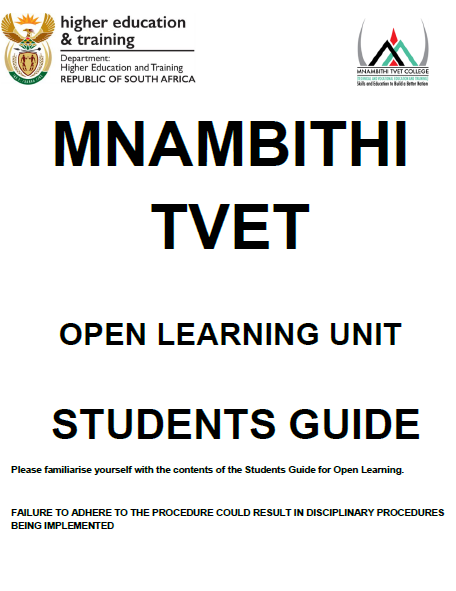 higher education
& training
Department:
Higher Education and Training
REPUBLIC OF SOUTH AFRICA
MNAMBITHI TVET COLLEGE
Skills and Education to Build a Better Nation
MNAMBITHI
TVET
OPEN LEARNING UNIT
STUDENTS GUIDE
Please familiarise yourself with the contents of the Students Guide for Open Learning.
FAILURE TO ADHERE TO THE PROCEDURE COULD RESULT IN DISCIPLINARY PROCEDURES
BEING IMPLEMENTED